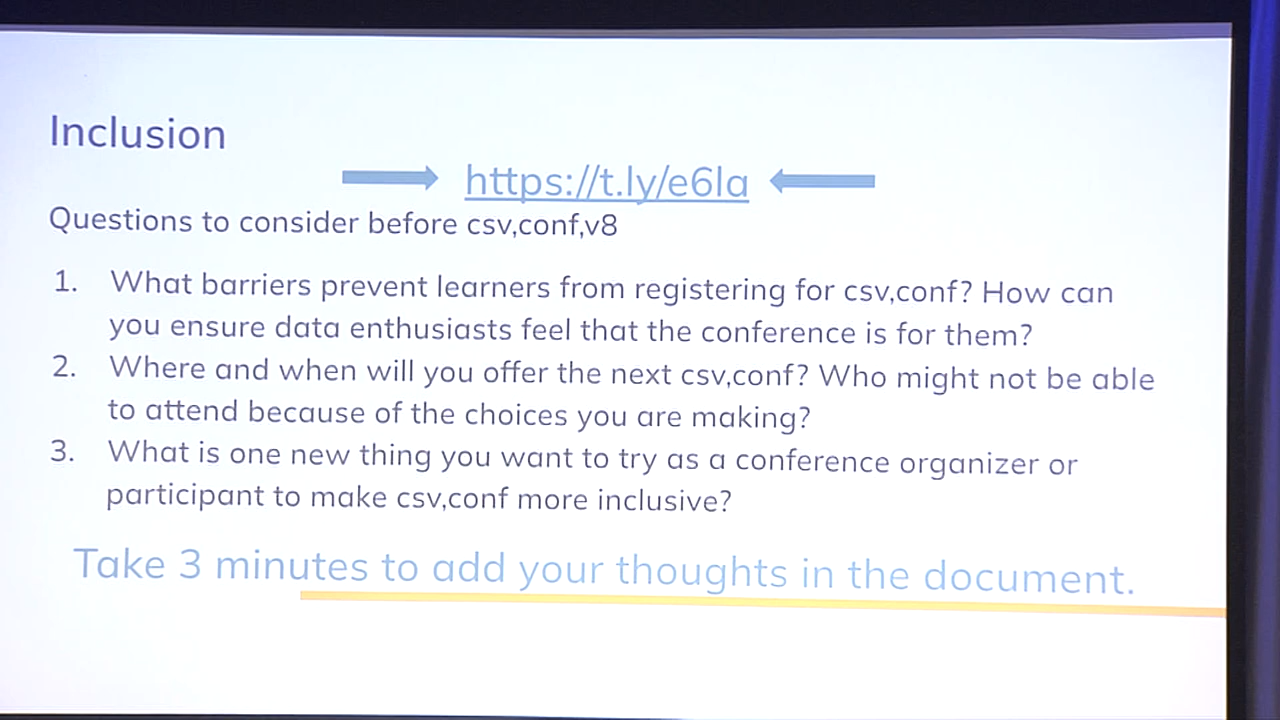 Inclusion
https://t.ly/e6la
Questions to consider before csv,conf,v8
1. What barriers prevent learners from registering for csv,conf? How can
you ensure data enthusiasts feel that the conference is for them?
2. Where and when will you offer the next csv,conf? Who might not be able
to attend because of the choices you are making?
3. What is one new thing you want to try as a conference organizer or
participant to make csv,conf more inclusive?
Take 3 minutes to add your thoughts in the document.